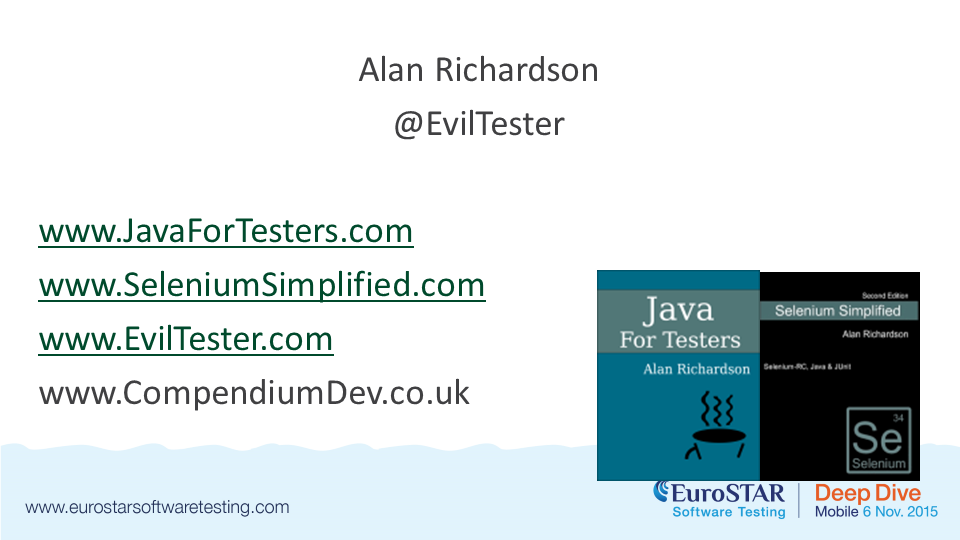 Alan Richardson
@EvilTester
www.JavaForTesters.com
www.SeleniumSimplified.com
www.EvilTester.com
www.CompendiumDev.co.uk
Java
For Testers
Alan Richardson
Second Edition
Selenium Simplified
Alan Richardson
Selenium-RC, Java & JUnit
34
Se
Selenium
www.eurostarsoftwaretesting.com
EuroSTAR
Software Testing
Deep Dive
Mobile 6 Nov. 2015